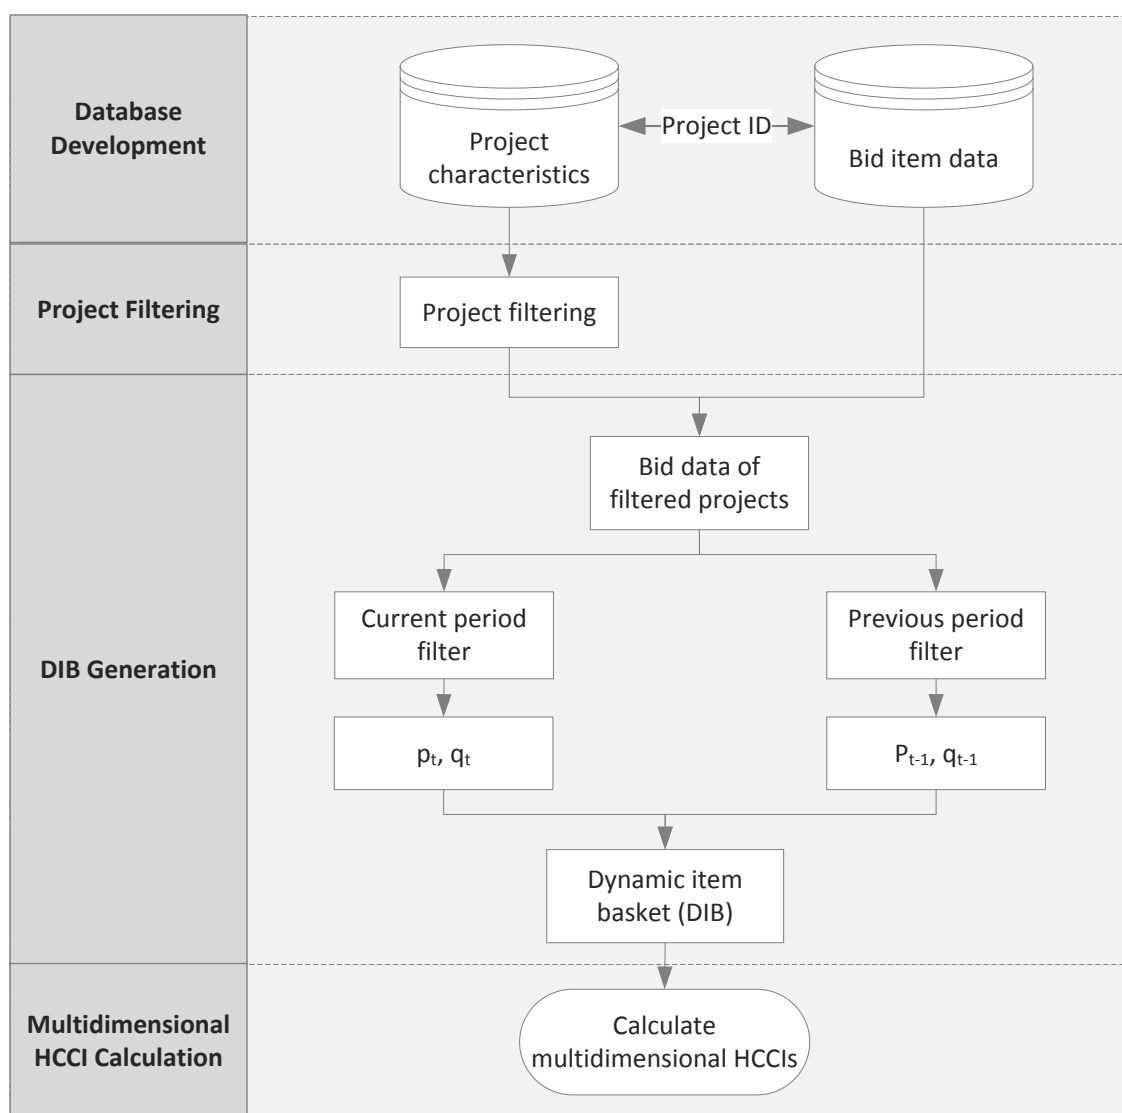 Database
Development
Project
characteristics
Project ID
Bid item data
Project Filtering
Project filtering
DIB Generation
Bid data of
filtered projects
Current period
filter
Previous period
filter
pₜ, qₜ
Pₜ₋₁, qₜ₋₁
Dynamic item
basket (DIB)
Multidimensional
HCCI Calculation
Calculate
multidimensional HCCIs